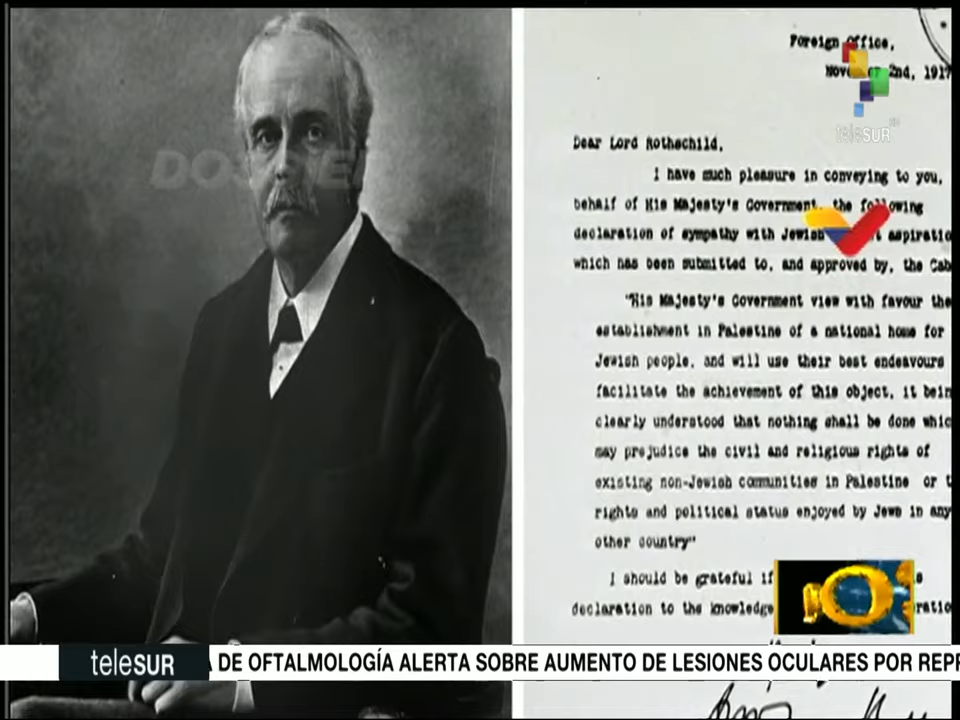 DOSSIER
Foreign Office,
November 2nd, 1917
teleSUR
Dear Lord Rothschild,
I have much pleasure in conveying to you,
behalf of His Majesty's Government, the following
declaration of sympathy with Jewish aspiratio
which has been submitted to, and approved by, the Cab
"His Majesty's Government view with favour the
establishment in Palestine of a national home for
Jewish people, and will use their best endeavours
facilitate the achievement of this object, it bein
clearly understood that nothing shall be done whic
may prejudice the civil and religious rights of
existing non-Jewish communities in Palestine or t
rights and political status enjoyed by Jews in any
other country"
I should be grateful if
declaration to the knowledge
teleSUR
A DE OFTALMOLOGÍA ALERTA SOBRE AUMENTO DE LESIONES OCULARES POR REPR